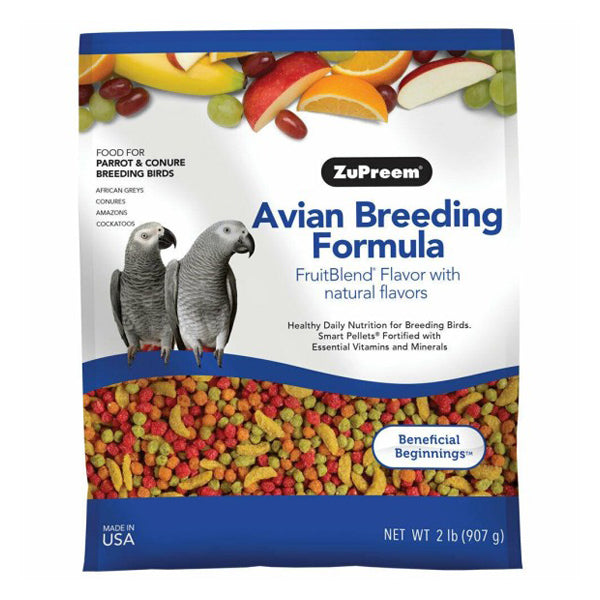 FOOD FOR
PARROT & CONURE
BREEDING BIRDS
AFRICAN GREYS
CONURES
AMAZONS
COCKATOOS
ZuPreem®
Avian Breeding
Formula
FruitBlend® Flavor with
natural flavors
Healthy Daily Nutrition for Breeding Birds.
Smart Pellets® Fortified with
Essential Vitamins and Minerals
Beneficial
Beginnings™
MADE IN
USA
NET WT 2 lb (907 g)